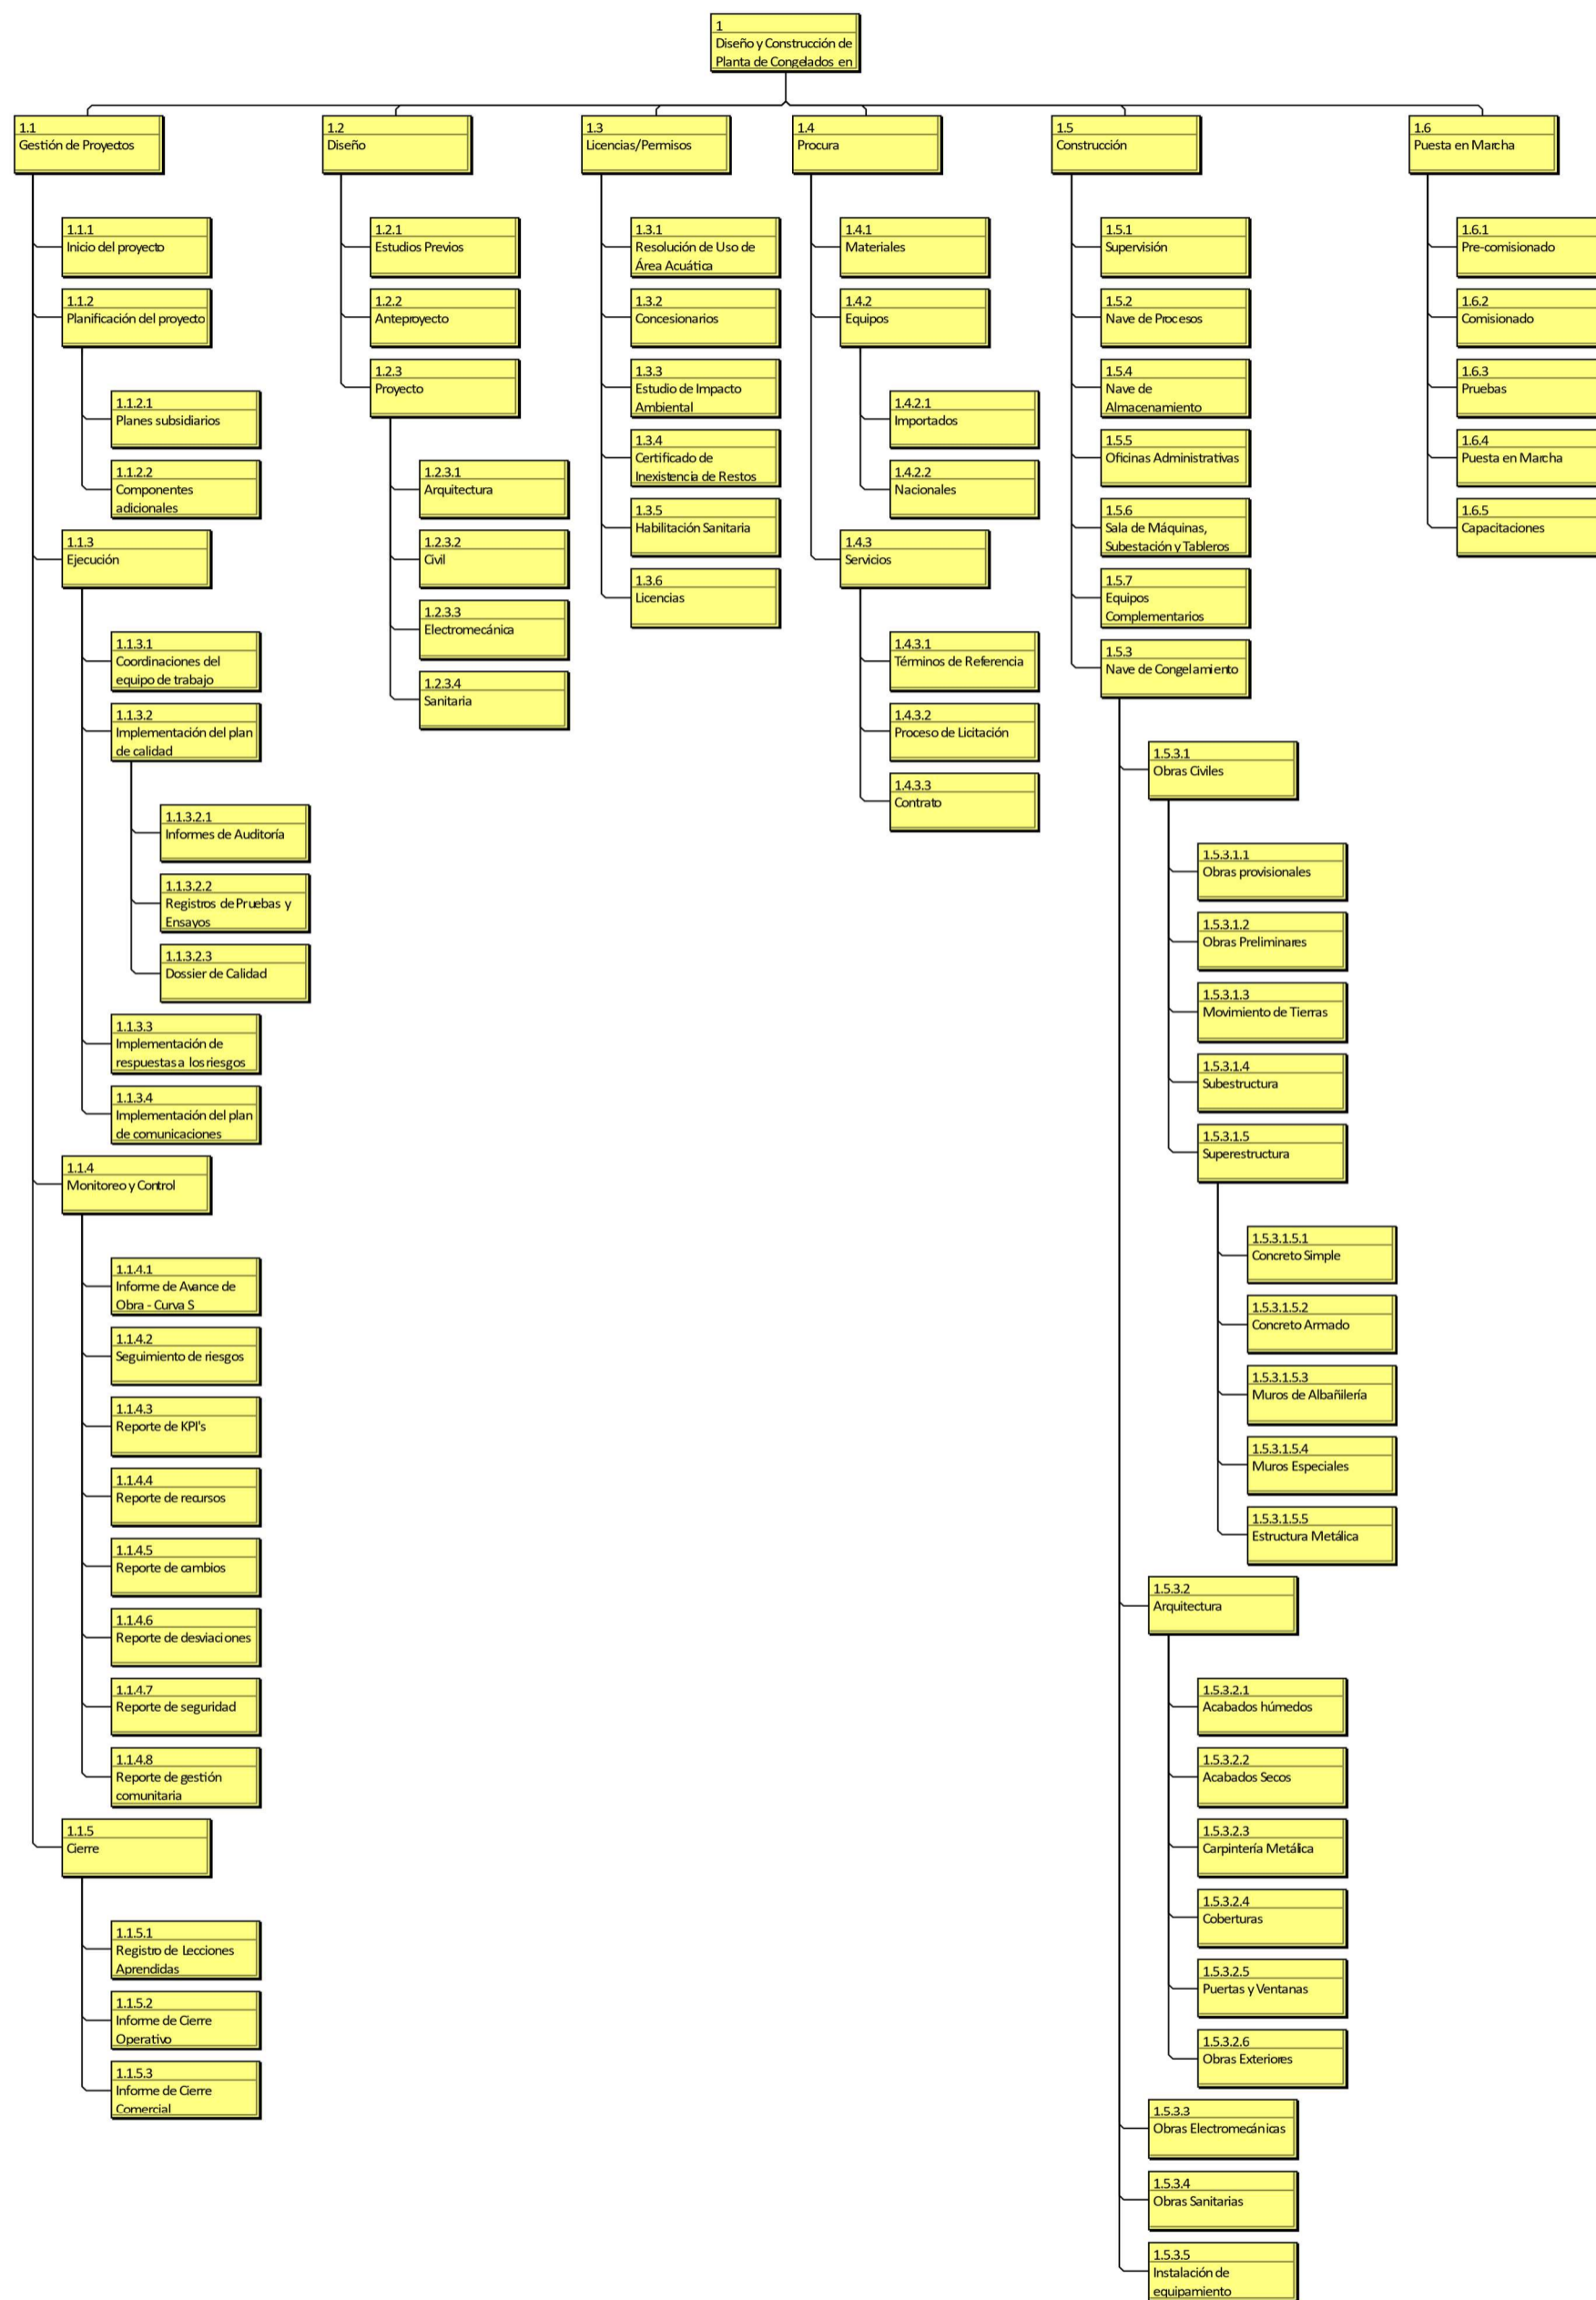 1
Diseño y Construcción de
Planta de Congelados en
1.1
Gestión de Proyectos
1.1.1
Inicio del proyecto
1.1.2
Planificación del proyecto
1.1.2.1
Planes subsidiarios
1.1.2.2
Componentes
adicionales
1.1.3
Ejecución
1.1.3.1
Coordinaciones del
equipo de trabajo
1.1.3.2
Implementación del plan
de calidad
1.1.3.2.1
Informes de Auditoría
1.1.3.2.2
Registros de Pruebas y
Ensayos
1.1.3.2.3
Dossier de Calidad
1.1.3.3
Implementación de
respuestas a los riesgos
1.1.3.4
Implementación del plan
de comunicaciones
1.1.4
Monitoreo y Control
1.1.4.1
Informe de Avance de
Obra - Curva S
1.1.4.2
Seguimiento de riesgos
1.1.4.3
Reporte de KPI's
1.1.4.4
Reporte de recursos
1.1.4.5
Reporte de cambios
1.1.4.6
Reporte de desviaciones
1.1.4.7
Reporte de seguridad
1.1.4.8
Reporte de gestión
comunitaria
1.1.5
Cierre
1.1.5.1
Registro de Lecciones
Aprendidas
1.1.5.2
Informe de Cierre
Operativo
1.1.5.3
Informe de Cierre
Comercial
1.2
Diseño
1.2.1
Estudios Previos
1.2.2
Anteproyecto
1.2.3
Proyecto
1.2.3.1
Arquitectura
1.2.3.2
Civil
1.2.3.3
Electromecánica
1.2.3.4
Sanitaria
1.3
Licencias/Permisos
1.3.1
Resolución de Uso de
Área Acuática
1.3.2
Concesionarios
1.3.3
Estudio de Impacto
Ambiental
1.3.4
Certificado de
Inexistencia de Restos
1.3.5
Habilitación Sanitaria
1.3.6
Licencias
1.4
Procura
1.4.1
Materiales
1.4.2
Equipos
1.4.2.1
Importados
1.4.2.2
Nacionales
1.4.3
Servicios
1.4.3.1
Términos de Referencia
1.4.3.2
Proceso de Licitación
1.4.3.3
Contrato
1.5
Construcción
1.5.1
Supervisión
1.5.2
Nave de Procesos
1.5.4
Nave de
Almacenamiento
1.5.5
Oficinas Administrativas
1.5.6
Sala de Máquinas,
Subestación y Tableros
1.5.7
Equipos
Complementarios
1.5.3
Nave de Congelamiento
1.5.3.1
Obras Civiles
1.5.3.1.1
Obras provisionales
1.5.3.1.2
Obras Preliminares
1.5.3.1.3
Movimiento de Tierras
1.5.3.1.4
Subestructura
1.5.3.1.5
Superestructura
1.5.3.1.5.1
Concreto Simple
1.5.3.1.5.2
Concreto Armado
1.5.3.1.5.3
Muros de Albañilería
1.5.3.1.5.4
Muros Especiales
1.5.3.1.5.5
Estructura Metálica
1.5.3.2
Arquitectura
1.5.3.2.1
Acabados húmedos
1.5.3.2.2
Acabados Secos
1.5.3.2.3
Carpintería Metálica
1.5.3.2.4
Coberturas
1.5.3.2.5
Puertas y Ventanas
1.5.3.2.6
Obras Exteriores
1.5.3.3
Obras Electromecánicas
1.5.3.4
Obras Sanitarias
1.5.3.5
Instalación de
equipamiento
1.6
Puesta en Marcha
1.6.1
Pre-comisionado
1.6.2
Comisionado
1.6.3
Pruebas
1.6.4
Puesta en Marcha
1.6.5
Capacitaciones